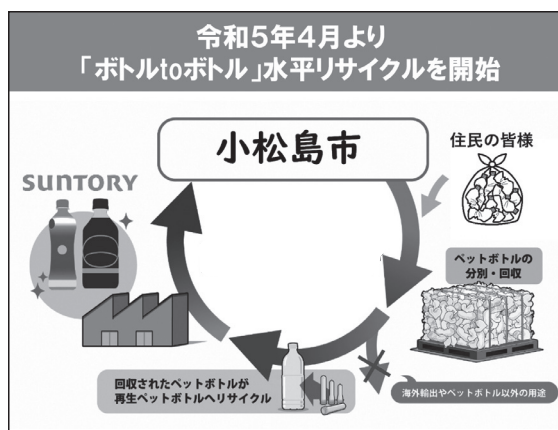 令和5年4月より
「ボトルtoボトル」水平リサイクルを開始
小松島市
住民の皆様
SUNTORY
ペットボトルの
分別・回収
回収されたペットボトルが
再生ペットボトルへリサイクル
海外輸出やペットボトル以外の用途